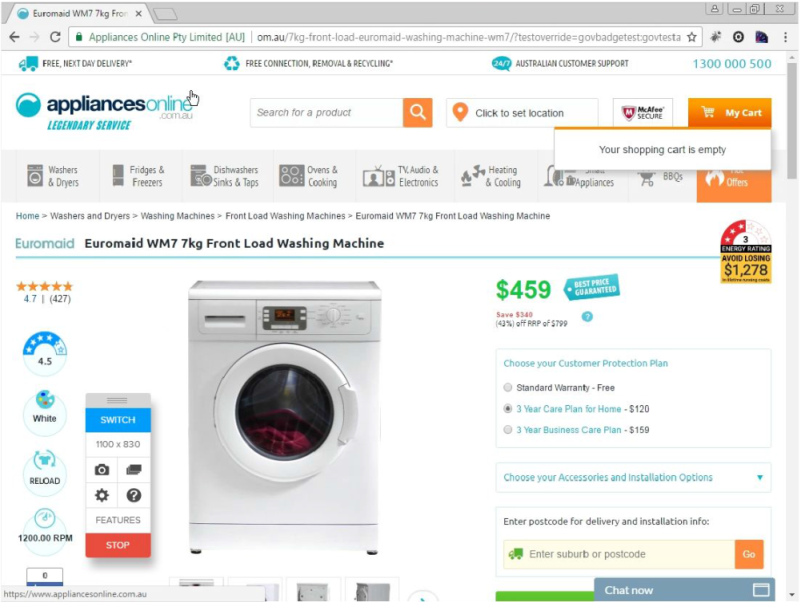 Euromaid WM7 7kg Fron
Appliances Online Pty Limited [AU] | om.au/7kg-front-load-euromaid-washing-machine-wm7/?testoverride=govbadgetest:govtesta
FREE, NEXT DAY DELIVERY*
FREE CONNECTION, REMOVAL & RECYCLING*
24/7 AUSTRALIAN CUSTOMER SUPPORT
1300 000 500
appliancesonline
.com.au
LEGENDARY SERVICE
Search for a product
Click to set location
McAfee
SECURE
My Cart
Your shopping cart is empty
Washers
& Dryers
Fridges &
Freezers
Dishwashers
Sinks & Taps
Ovens &
Cooking
TV, Audio &
Electronics
Heating
& Cooling
Small
Appliances
BBQs
Hot
Offers
Home > Washers and Dryers > Washing Machines > Front Load Washing Machines > Euromaid WM7 7kg Front Load Washing Machine
Euromaid Euromaid WM7 7kg Front Load Washing Machine
3
ENERGY RATING
AVOID LOSING
$1,278
in lifetime running costs
4.7 | (427)
$459
BEST PRICE
GUARANTEED
Save $340
(43%) off RRP of $799
?
4.5
White
RELOAD
1200.00 RPM
0
SWITCH
1100 x 830
FEATURES
STOP
Choose your Customer Protection Plan
Standard Warranty - Free
3 Year Care Plan for Home - $120
3 Year Business Care Plan - $159
Choose your Accessories and Installation Options
Enter postcode for delivery and installation info:
Enter suburb or postcode
Go
Chat now
https://www.appliancesonline.com.au